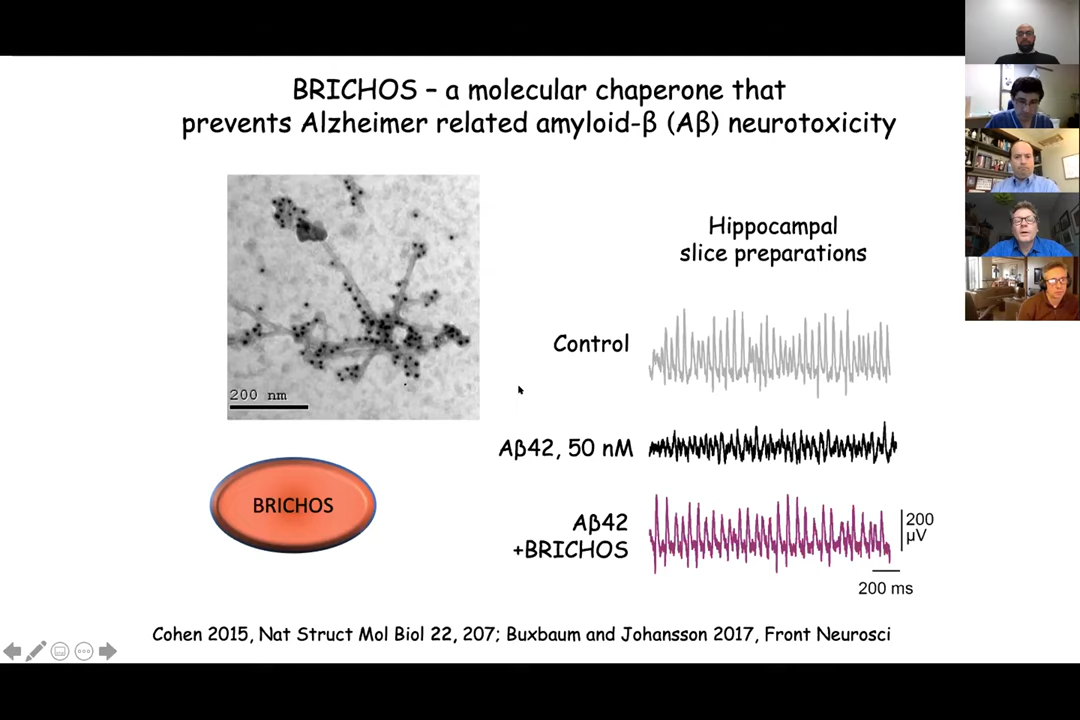 BRICHOS – a molecular chaperone that
prevents Alzheimer related amyloid-β (Aβ) neurotoxicity
200 nm
BRICHOS
Hippocampal
slice preparations
Control
Aβ42, 50 nM
Aβ42
+BRICHOS
200
μV
200 ms
Cohen 2015, Nat Struct Mol Biol 22, 207; Buxbaum and Johansson 2017, Front Neurosci